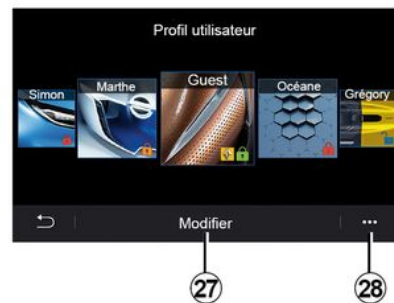 Profil utilisateur
Simon
Marthe
Guest
Océane
Grégory
Modifier
27
28